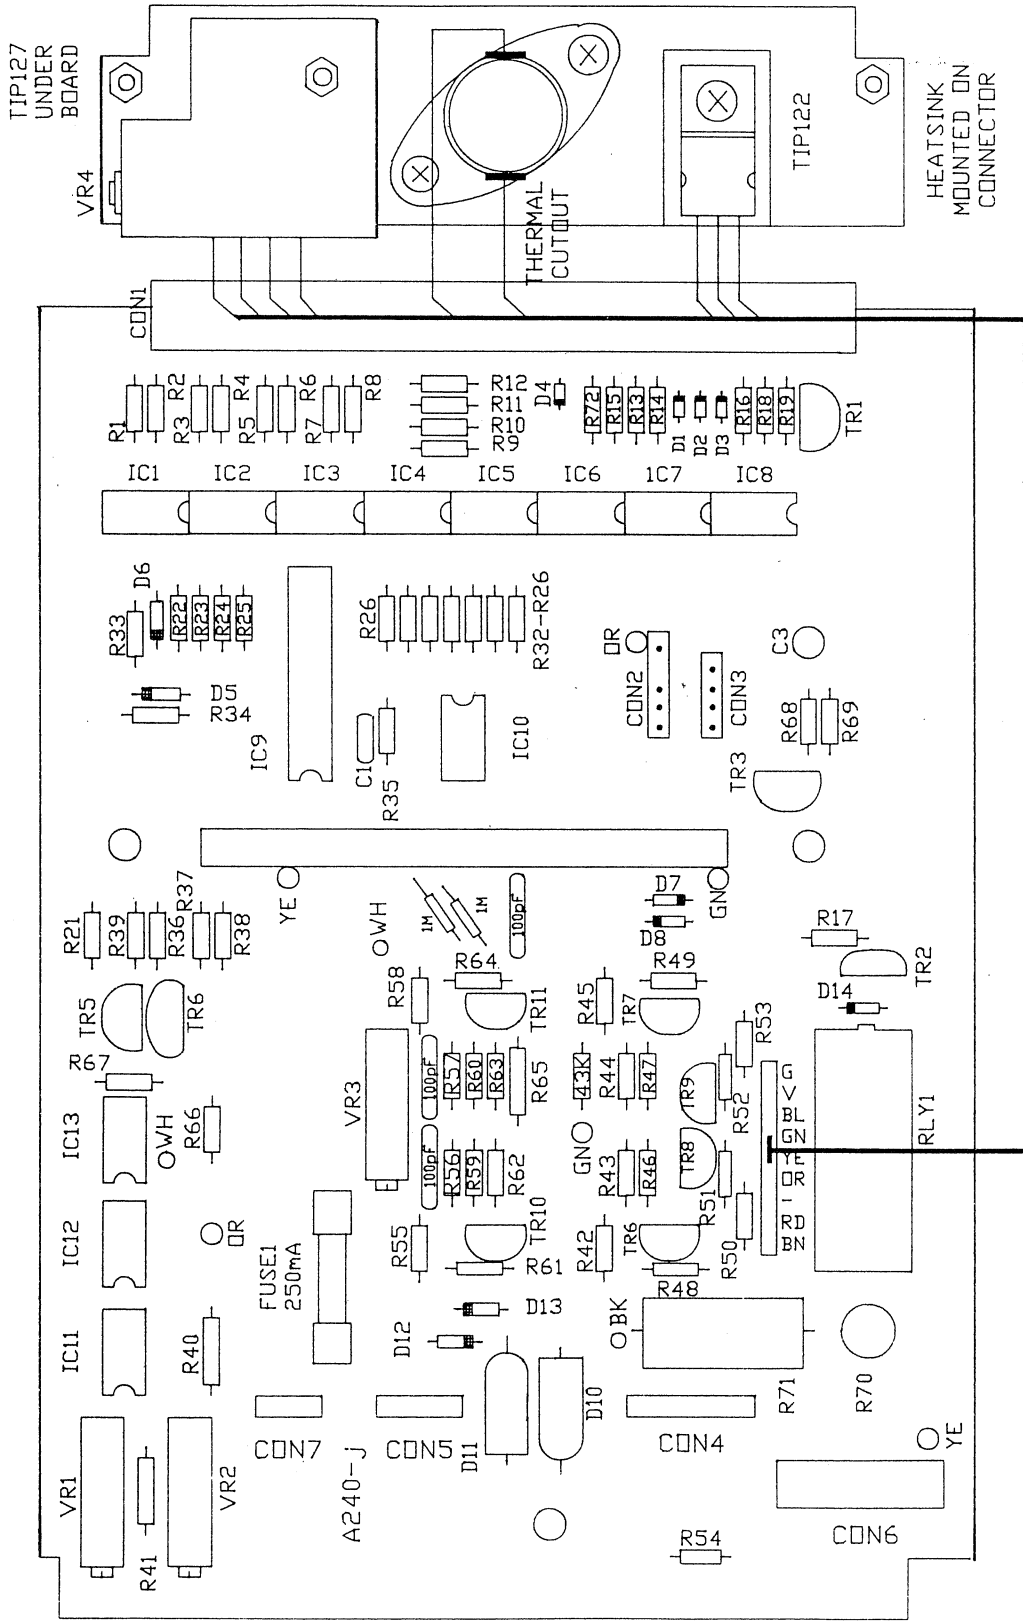 TIP127
UNDER
BOARD
VR4
THERMAL
CUTOUT
TIP122
HEATSINK
MOUNTED ON
CONNECTOR
CON1
R1
R2
R3
R4
R5
R6
R7
R8
R12
R11
R10
R9
D4
R72
R15
R13
R14
D1
D2
D3
R16
R18
R19
TR1
IC1
IC2
IC3
IC4
IC5
IC6
IC7
IC8
R33
D6
R22
R23
R24
R25
D5
R34
IC9
R26
R32-R26
C1
R35
IC10
OR
CON2
CON3
C3
R68
R69
TR3
YE
WH
1M
1M
100pF
D7
D8
GN
R21
R39
R36
R37
R38
R17
TR2
TR5
TR6
R58
R64
TR11
R45
R49
TR7
D14
R53
R67
IC13
WH
R66
VR3
100pF
R57
R60
R63
R65
43K
R44
R47
TR9
R52
G
V
BL
GN
YE
OR
-
RD
BN
RLY1
100pF
R56
R59
R62
GN
R43
R46
TR8
R51
IC12
OR
FUSE1
250mA
R55
TR10
R61
R42
TR6
R48
R50
IC11
R40
D12
D13
BK
R71
R70
CON7
CON5
D11
D10
CON4
YE
VR1
R41
VR2
A240-j
R54
CON6